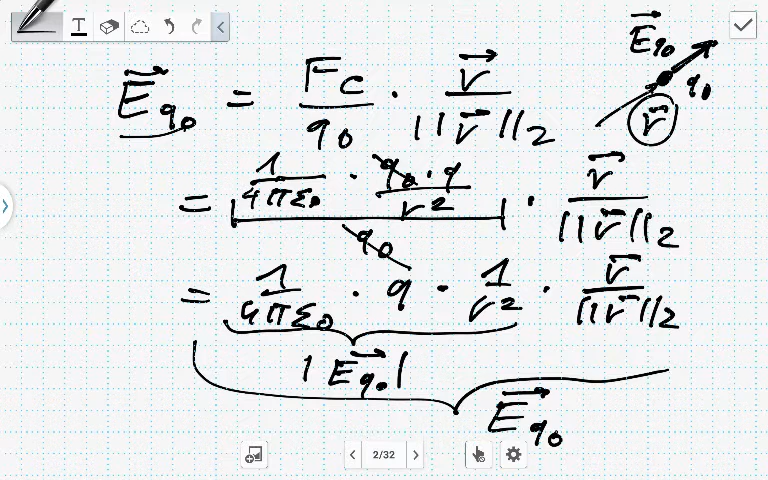 T
E⃗q₀
q₀
r⃗
E⃗q₀ = Fc/q₀ · r⃗/||r⃗||₂
= (1/4πε₀ · q₀·q/r²)/q₀ · r⃗/||r⃗||₂
= 1/4πε₀ · q · 1/r² · r⃗/||r⃗||₂
|E⃗q₀|
E⃗q₀
2/32